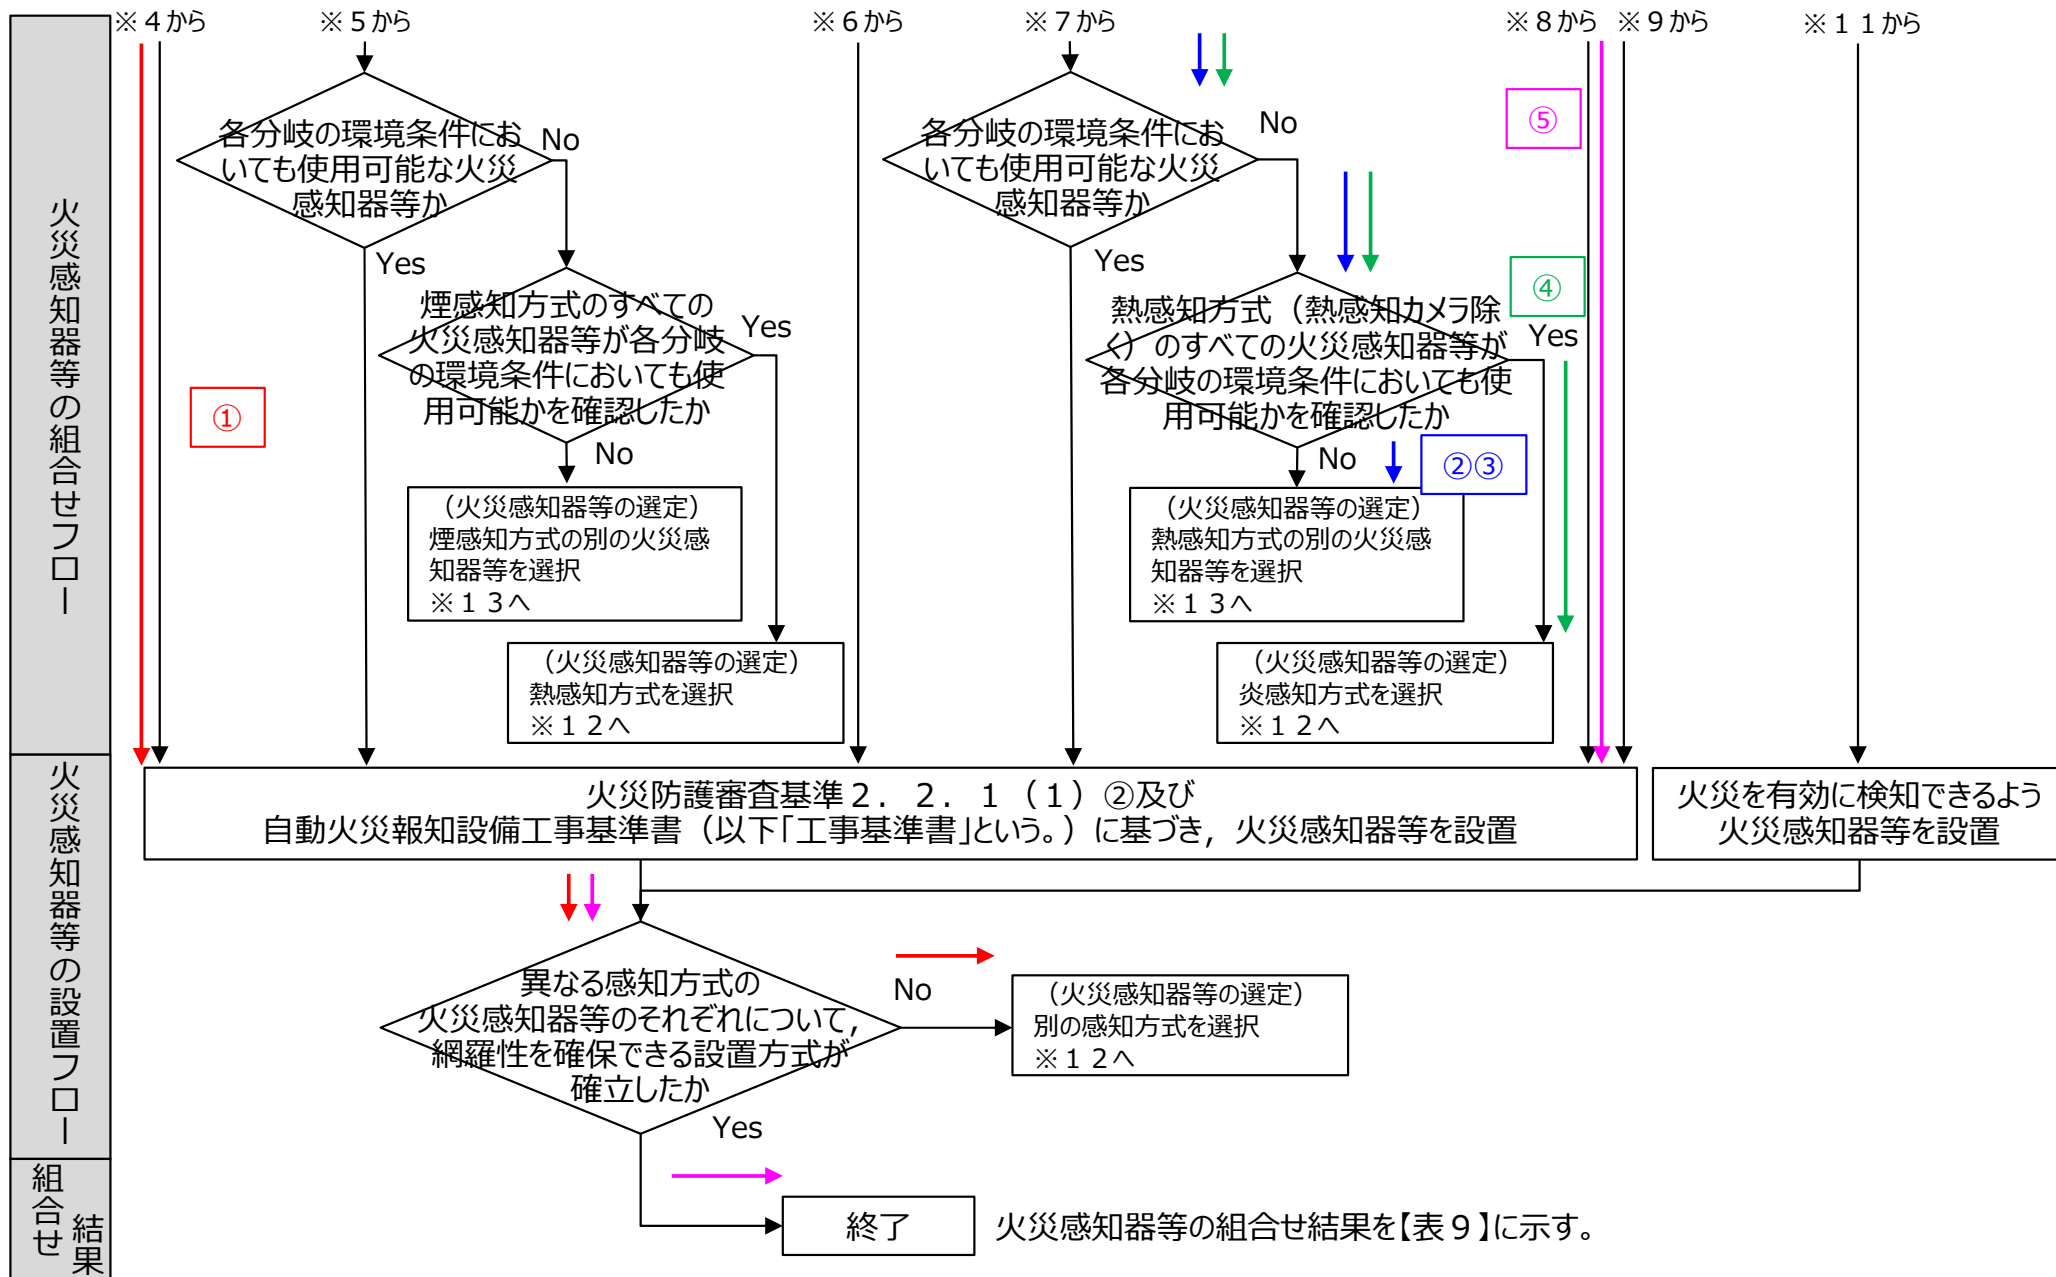 ※４から
※５から
※６から
※７から
※８から
※９から
※１１から
火災感知器等の組合せフロー
各分岐の環境条件にお
いても使用可能な火災
感知器等か
No
Yes
煙感知方式のすべての
火災感知器等が各分岐
の環境条件においても使
用可能かを確認したか
Yes
No
①
（火災感知器等の選定）
煙感知方式の別の火災感
知器等を選択
※１３へ
（火災感知器等の選定）
熱感知方式を選択
※１２へ
各分岐の環境条件にお
いても使用可能な火災
感知器等か
No
Yes
⑤
④
熱感知方式（熱感知カメラ除
く）のすべての火災感知器等が
各分岐の環境条件においても使
用可能かを確認したか
Yes
No
②③
（火災感知器等の選定）
熱感知方式の別の火災感
知器等を選択
※１３へ
（火災感知器等の選定）
炎感知方式を選択
※１２へ
火災感知器等の設置フロー
火災防護審査基準２．２．１（１）②及び
自動火災報知設備工事基準書（以下「工事基準書」という。）に基づき，火災感知器等を設置
火災を有効に検知できるよう
火災感知器等を設置
異なる感知方式の
火災感知器等のそれぞれについて，
網羅性を確保できる設置方式が
確立したか
No
（火災感知器等の選定）
別の感知方式を選択
※１２へ
Yes
組合せ
結果
終了
火災感知器等の組合せ結果を【表９】に示す。